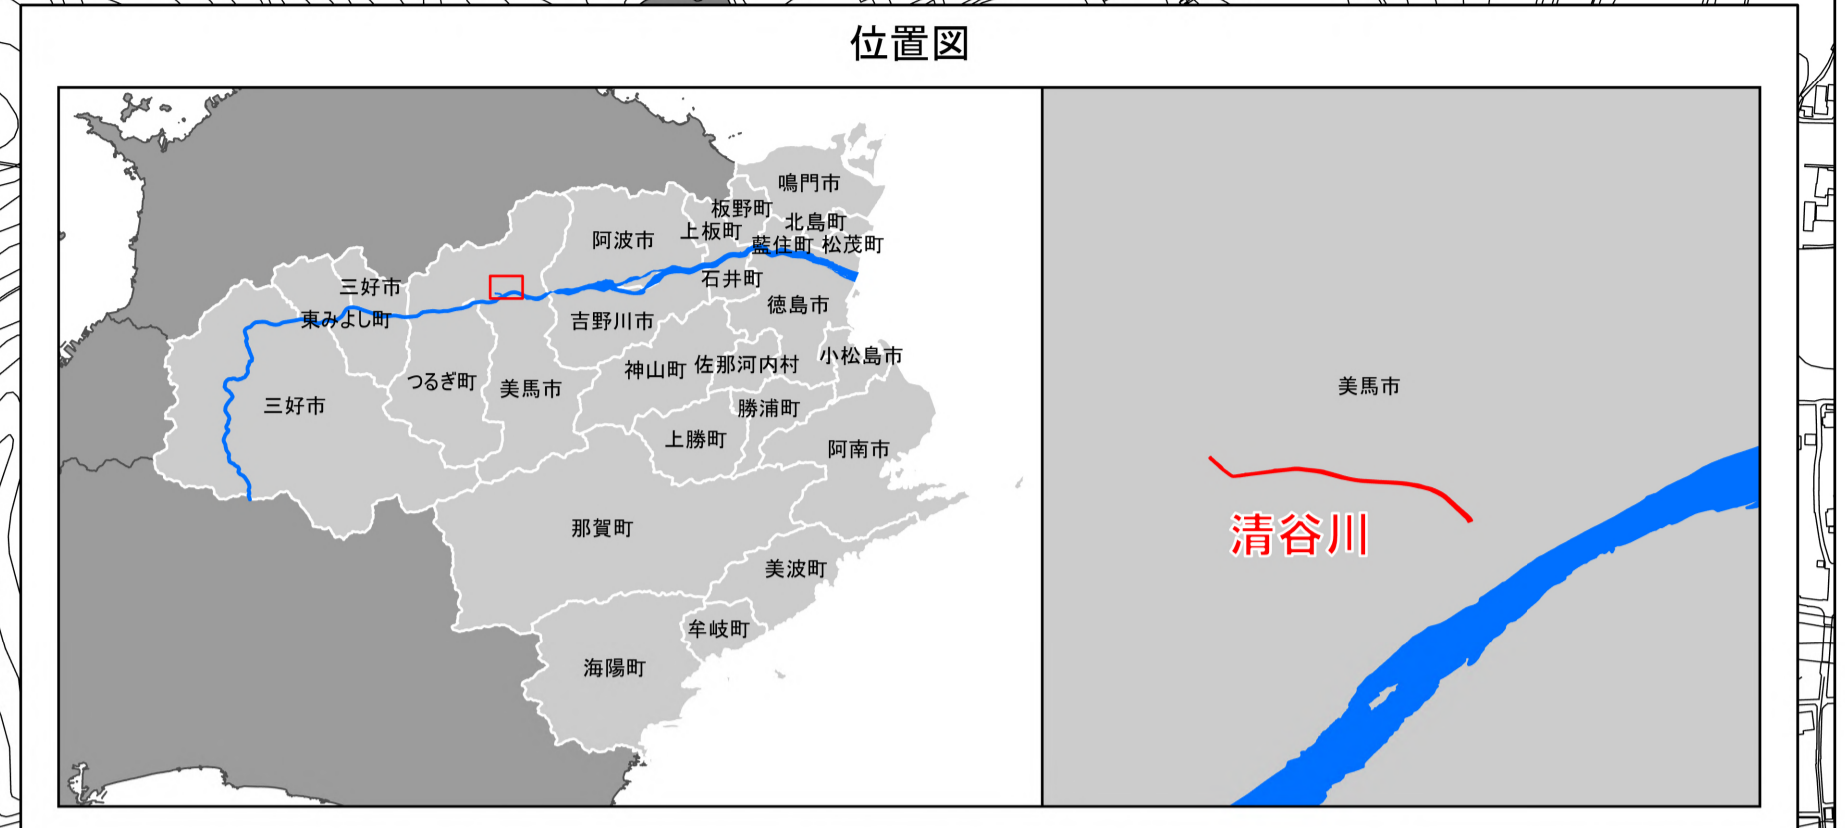 位置図
鳴門市
板野町
北島町
上板町
阿波市
藍住町
松茂町
石井町
三好市
徳島市
東みよし町
吉野川市
小松島市
佐那河内村
神山町
つるぎ町
美馬市
三好市
勝浦町
上勝町
阿南市
那賀町
美波町
牟岐町
海陽町
美馬市
清谷川